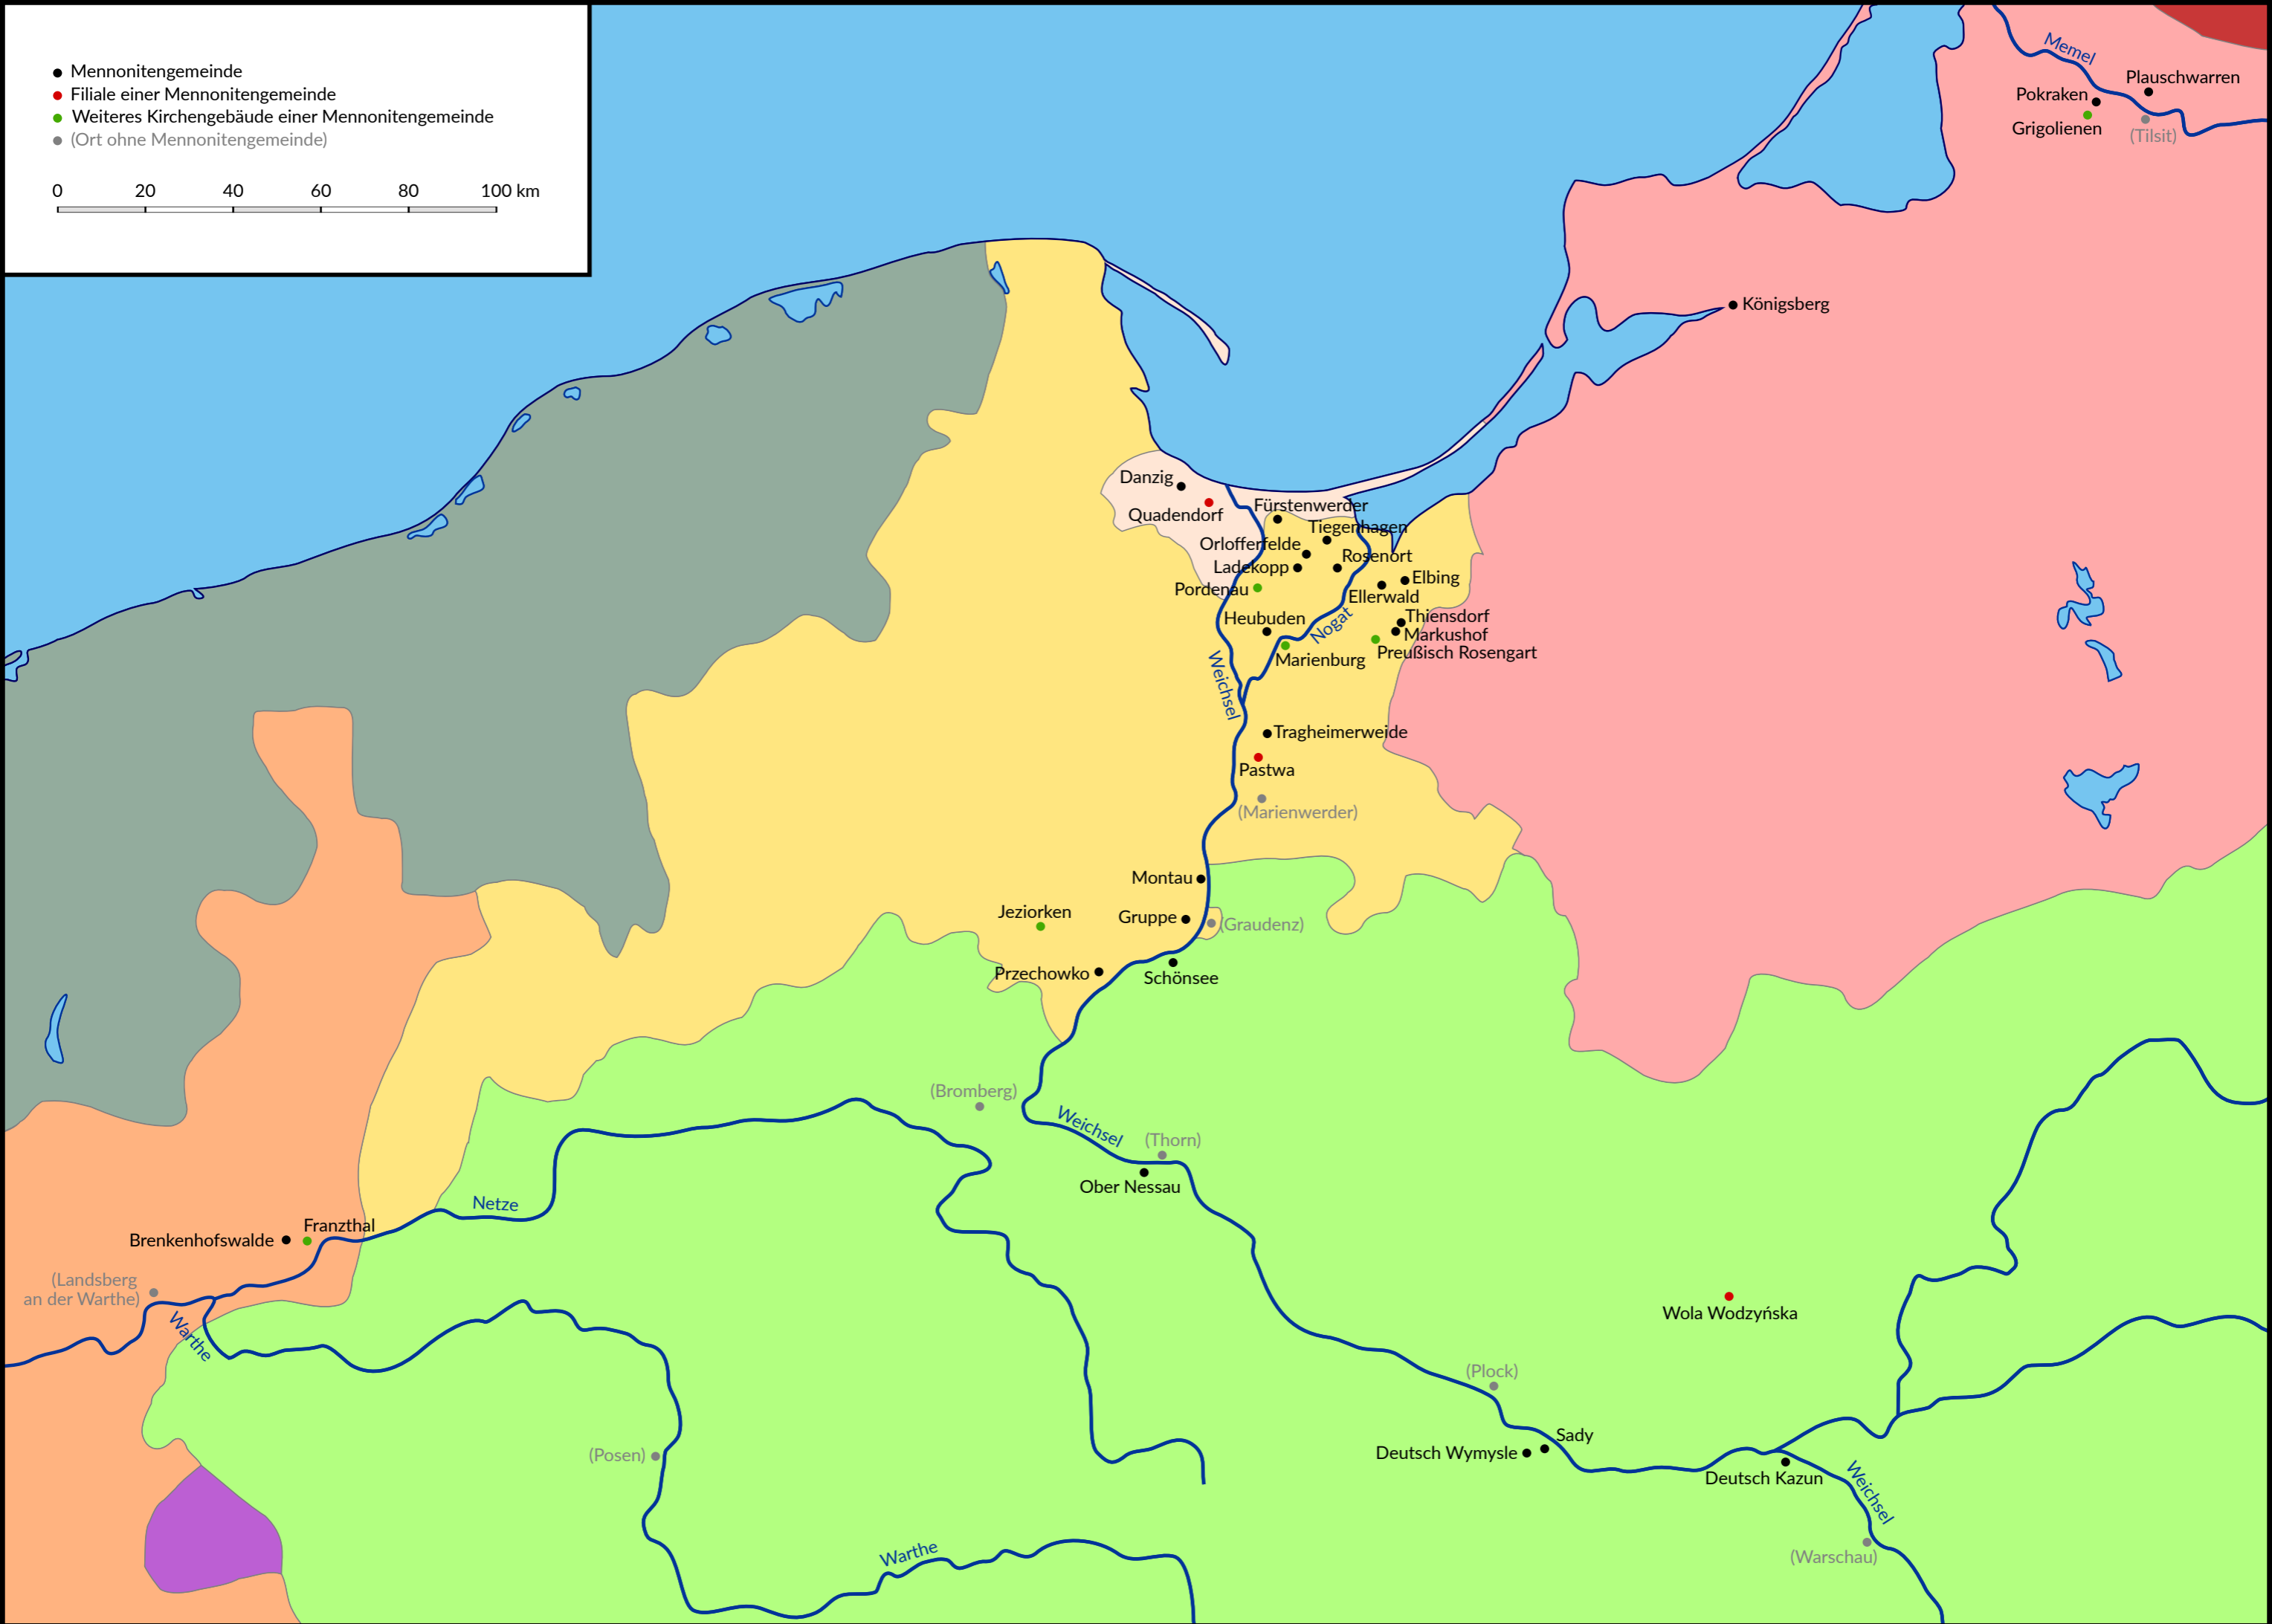 Mennonitengemeinde
Filiale einer Mennonitengemeinde
Weiteres Kirchengebäude einer Mennonitengemeinde
(Ort ohne Mennonitengemeinde)
0 20 40 60 80 100 km
Memel
Plauschwarren
Pokraken
Grigolienen
(Tilsit)
Königsberg
Danzig
Quadendorf
Fürstenwerder
Tiegenhagen
Orlofferfelde
Rosenort
Ladekopp
Elbing
Pordenau
Ellerwald
Heubuden
Nogat
Thiensdorf
Markushof
Preußisch Rosengart
Marienburg
Weichsel
Tragheimerweide
Pastwa
(Marienwerder)
Montau
Jeziorken
Gruppe
(Graudenz)
Przechowko
Schönsee
(Bromberg)
Weichsel
(Thorn)
Ober Nessau
Netze
Franzthal
Brenkenhofswalde
(Landsberg
an der Warthe)
Warthe
Wola Wodzyńska
(Plock)
Sady
Deutsch Wymysle
(Posen)
Deutsch Kazun
Weichsel
Warthe
(Warschau)